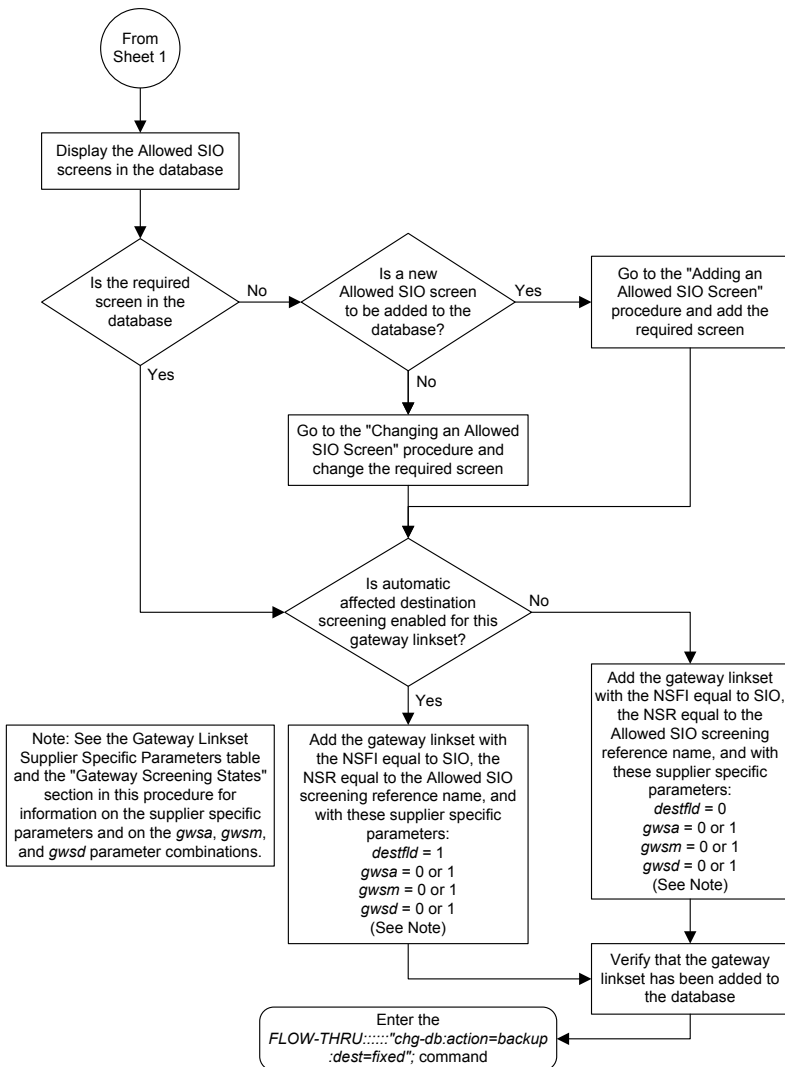 From
Sheet 1
Display the Allowed SIO
screens in the database
Is the required
screen in the
database
No
Is a new
Allowed SIO screen
to be added to the
database?
Yes
Go to the "Adding an
Allowed SIO Screen"
procedure and add the
required screen
Yes
No
Go to the "Changing an Allowed
SIO Screen" procedure and
change the required screen
Is automatic
affected destination
screening enabled for this
gateway linkset?
No
Yes
Note: See the Gateway Linkset
Supplier Specific Parameters table
and the "Gateway Screening States"
section in this procedure for
information on the supplier specific
parameters and on the gwsa, gwsm,
and gwsd parameter combinations.
Add the gateway linkset with
the NSFI equal to SIO, the
NSR equal to the Allowed SIO
screening reference name, and
with these supplier specific
parameters:
destfld = 1
gwsa = 0 or 1
gwsm = 0 or 1
gwsd = 0 or 1
(See Note)
Add the gateway linkset
with the NSFI equal to SIO,
the NSR equal to the
Allowed SIO screening
reference name, and with
these supplier specific
parameters:
destfld = 0
gwsa = 0 or 1
gwsm = 0 or 1
gwsd = 0 or 1
(See Note)
Verify that the gateway
linkset has been added to
the database
Enter the
FLOW-THRU::::::"chg-db:action=backup
:dest=fixed"; command